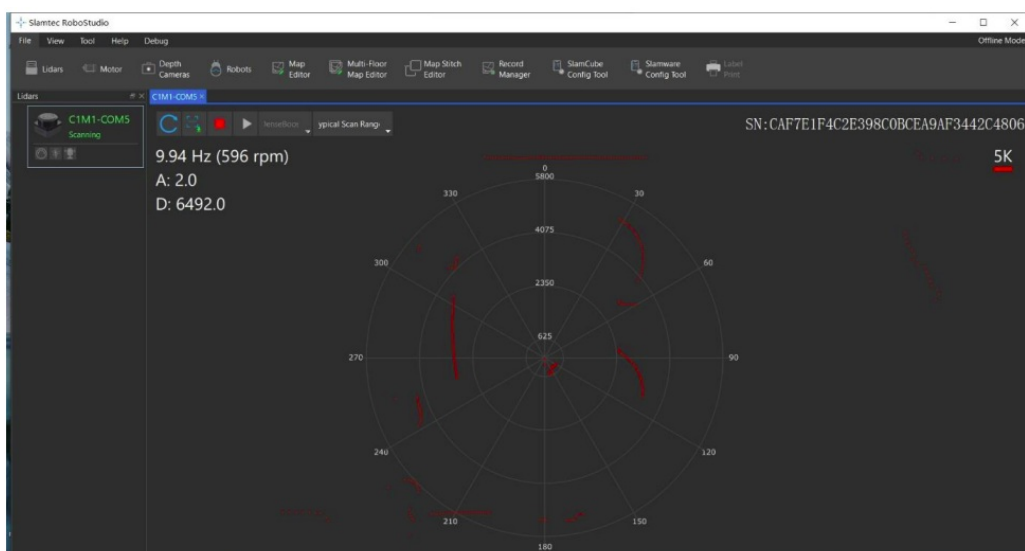 Slamtec RoboStudio
File View Tool Help Debug
Offline Mode
Lidars Motor Depth Cameras Robots Map Editor Multi-Floor Map Editor Map Stitch Editor Record Manager SlamCube Config Tool Slamware Config Tool Label Print
Lidars
C1M1-COM5
C1M1-COM5
Scanning
ypical Scan Rang
SN:CAF7E1F4C2E398C0BCEA9AF3442C4806
9.94 Hz (596 rpm)
5K
A: 2.0
D: 6492.0
0
5800
330
30
4075
300
60
2350
625
270
90
240
120
210
150
180